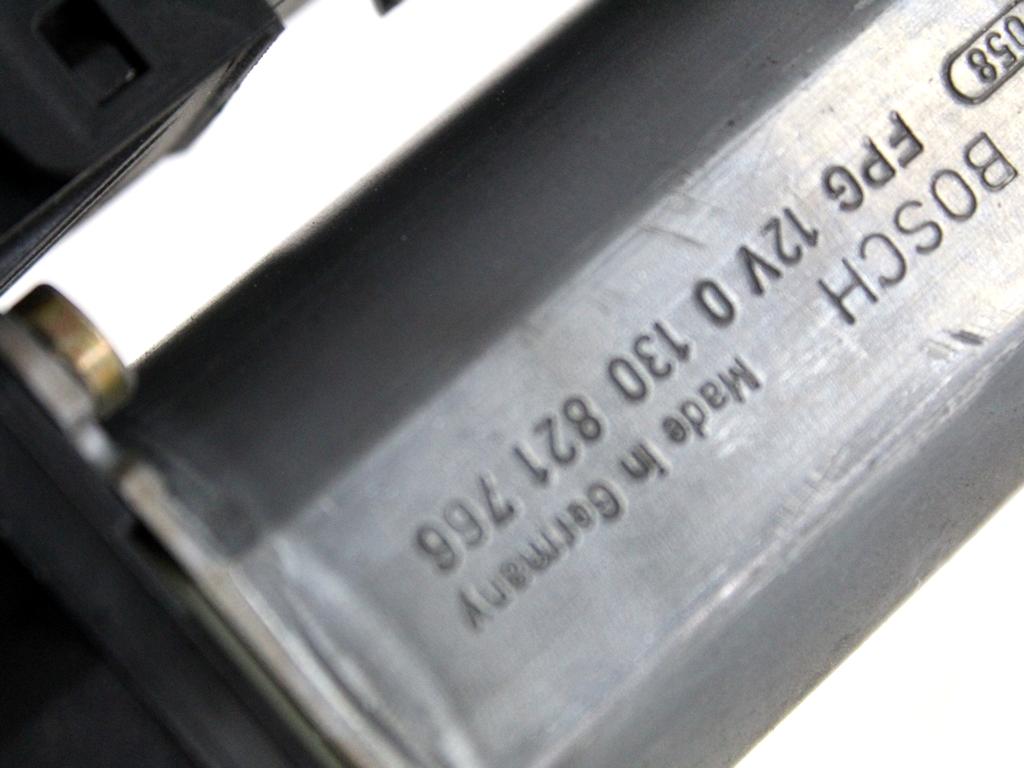 BOSCH Made in Germany
058 FPG 12V 0 130 821 766